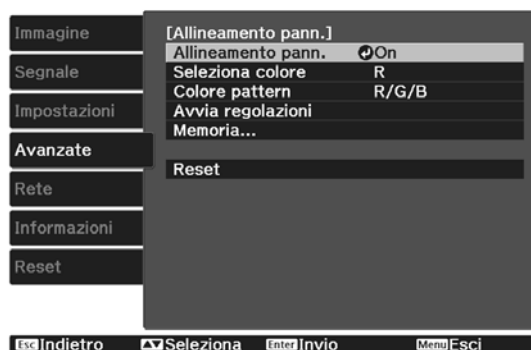 Immagine
Segnale
Impostazioni
Avanzate
Rete
Informazioni
Reset
[Allineamento pann.]
Allineamento pann. On
Seleziona colore R
Colore pattern R/G/B
Avvia regolazioni
Memoria...
Reset
Esc Indietro Seleziona Enter Invio Menu Esci